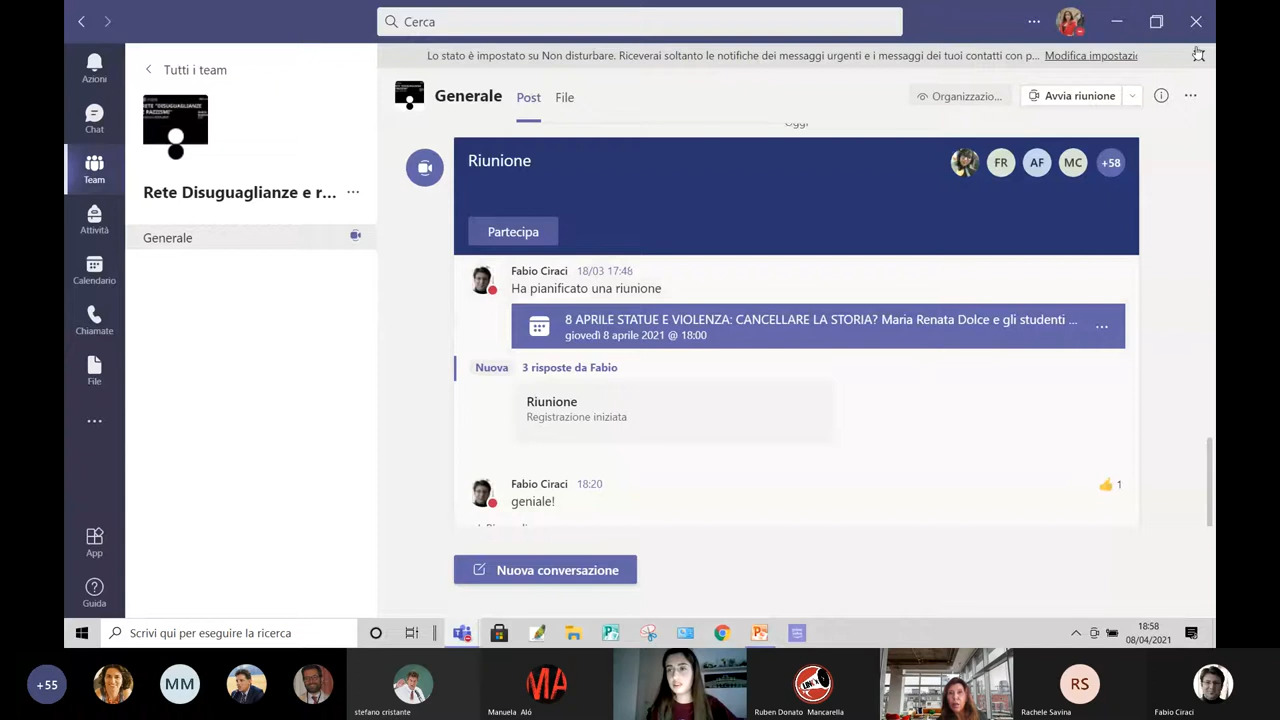 Cerca
Lo stato è impostato su Non disturbare. Riceverai soltanto le notifiche dei messaggi urgenti e i messaggi dei tuoi contatti con p... Modifica impostazio
Azioni
Chat
Team
Attività
Calendario
Chiamate
File
App
Guida
Tutti i team
Rete Disuguaglianze e r...
Generale
Generale Post File
Organizzazio... Avvia riunione
Oggi
Riunione
FR AF MC +58
Partecipa
Fabio Ciraci 18/03 17:48
Ha pianificato una riunione
8 APRILE STATUE E VIOLENZA: CANCELLARE LA STORIA? Maria Renata Dolce e gli studenti ...
giovedì 8 aprile 2021 @ 18:00
Nuova 3 risposte da Fabio
Riunione
Registrazione iniziata
Fabio Ciraci 18:20
geniale!
1
Nuova conversazione
Scrivi qui per eseguire la ricerca
18:58
08/04/2021
+55
MM
stefano cristante
MA
Manuela Aló
Ruben Donato Mancarella
RS
Rachele Savina
Fabio Ciraci